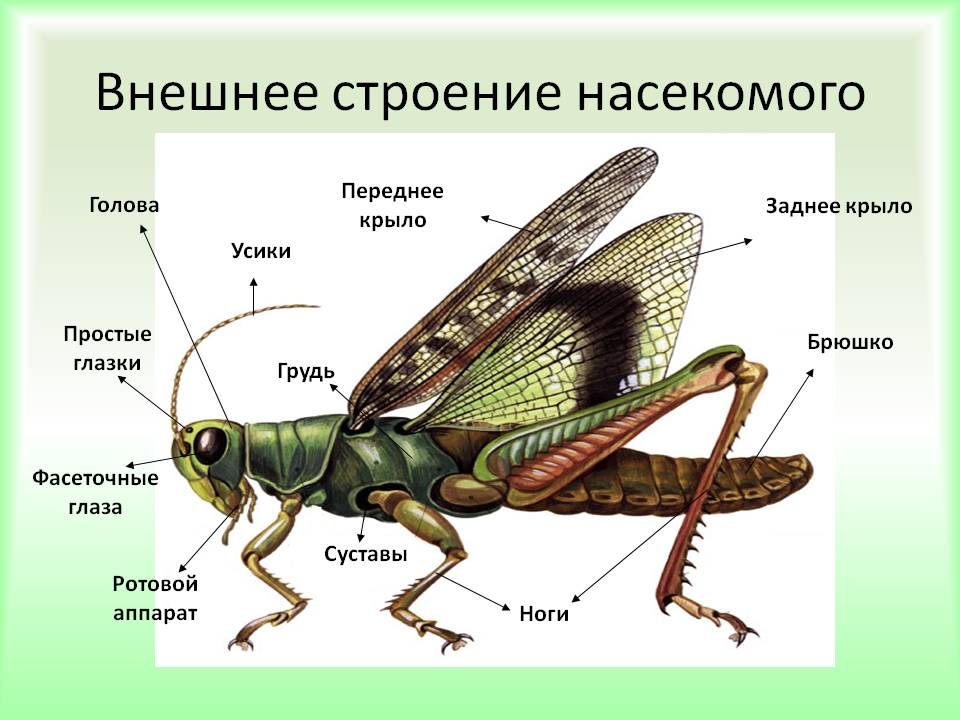 Внешнее строение насекомого
Голова
Усики
Переднее
крыло
Заднее крыло
Простые
глазки
Грудь
Брюшко
Фасеточные
глаза
Суставы
Ротовой
аппарат
Ноги